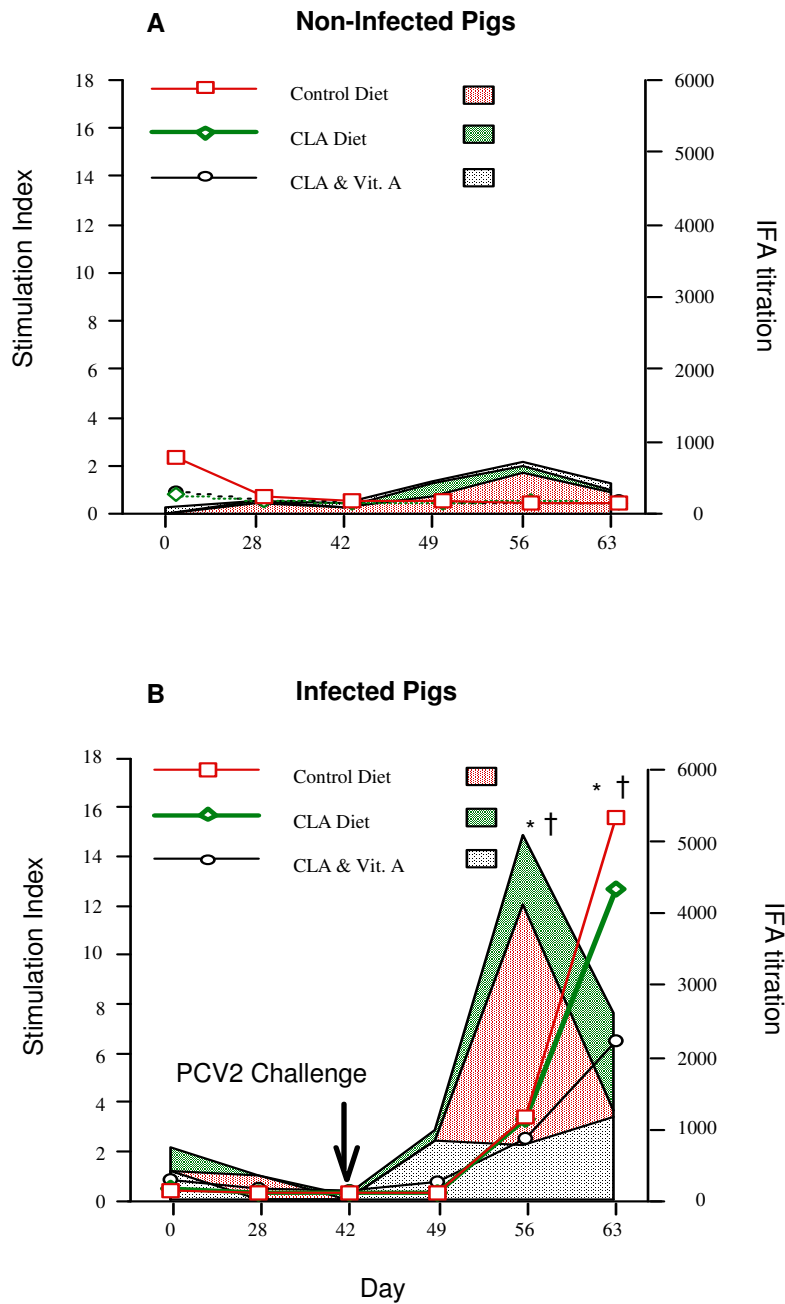 A Non-Infected Pigs
18 6000
Control Diet
16
CLA Diet 5000
14 CLA & Vit. A
12 4000
10
Stimulation Index
IFA titration
3000
8
6 2000
4
1000
2
0 0
0 28 42 49 56 63
B Infected Pigs
18 6000
Control Diet
* †
16
CLA Diet
* † 5000
14
CLA & Vit. A
12 4000
10
Stimulation Index
IFA titration
3000
8
6 2000
PCV2 Challenge
4 1000
2
0 0
0 28 42 49 56 63
Day